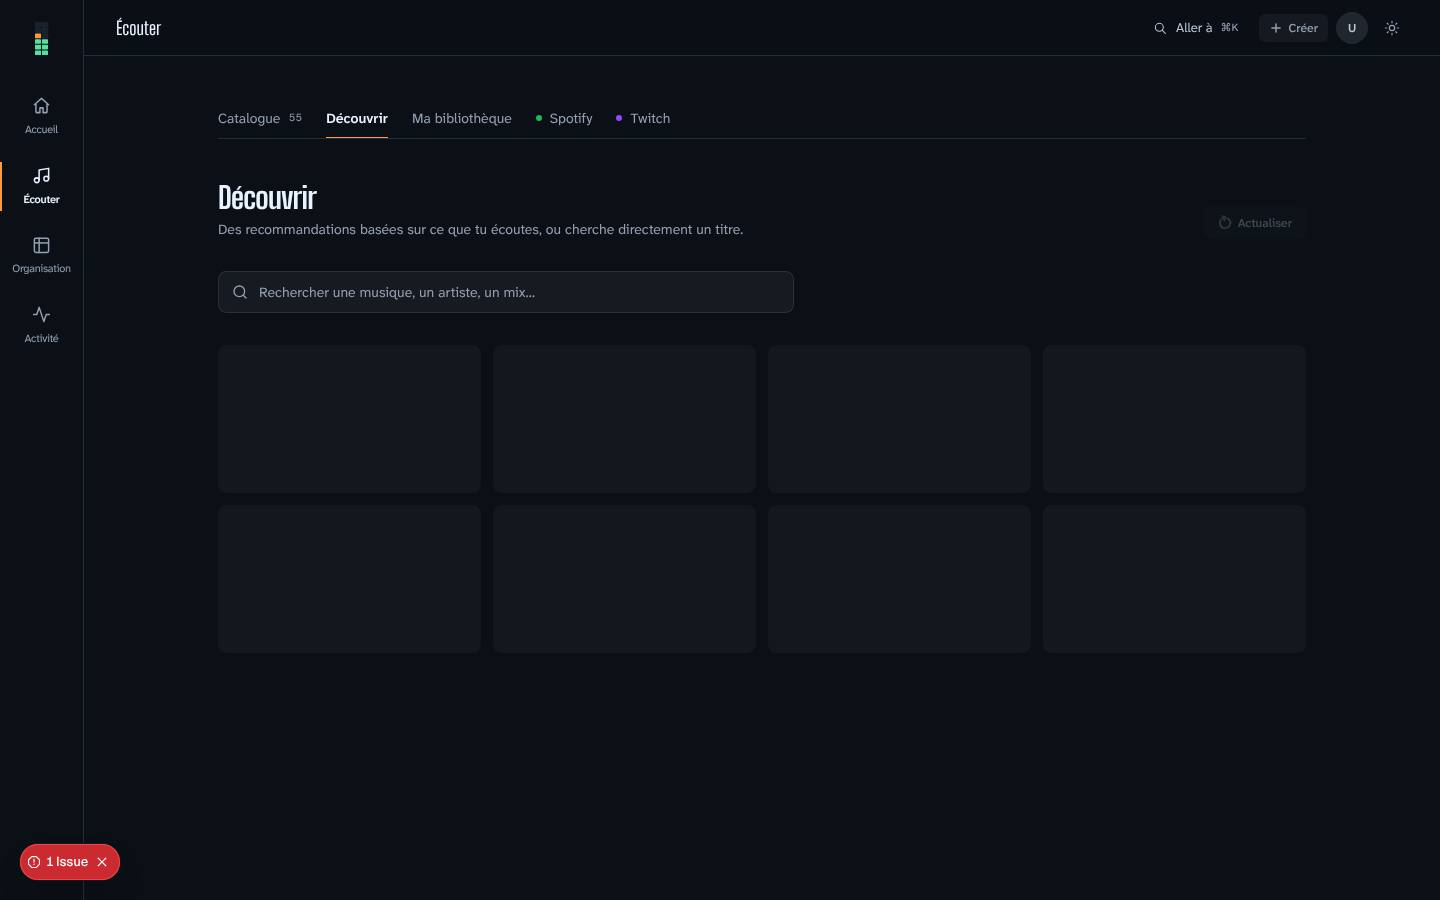 Écouter
Aller à ⌘K
Créer
U
Accueil
Écouter
Organisation
Activité
Catalogue 55
Découvrir
Ma bibliothèque
Spotify
Twitch
Découvrir
Des recommandations basées sur ce que tu écoutes, ou cherche directement un titre.
Actualiser
Rechercher une musique, un artiste, un mix...
1 Issue